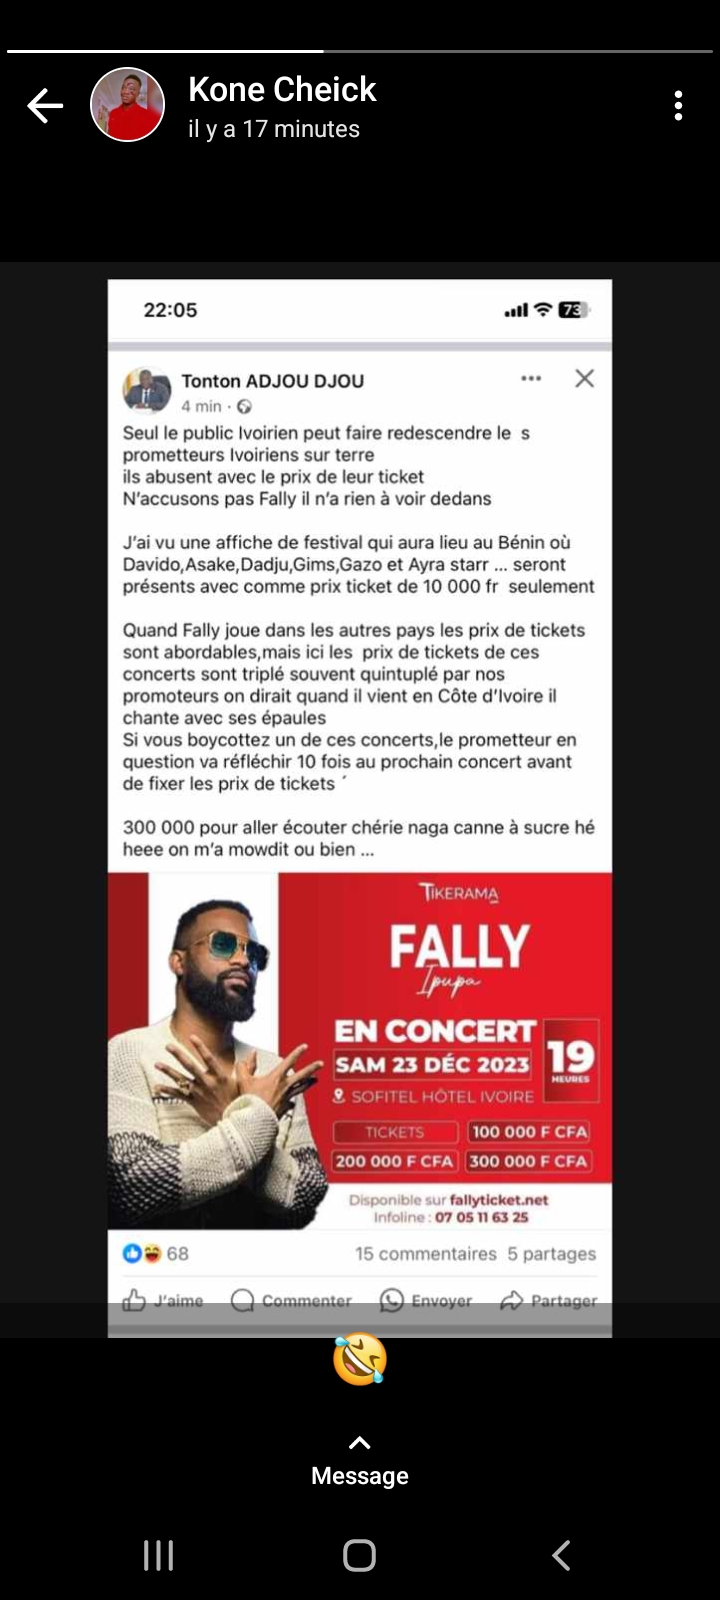 Kone Cheick
il y a 17 minutes
22:05
73
Tonton ADJOU DJOU
4 min ·
Seul le public Ivoirien peut faire redescendre le s
prometteurs Ivoiriens sur terre
ils abusent avec le prix de leur ticket
N'accusons pas Fally il n'a rien à voir dedans
J'ai vu une affiche de festival qui aura lieu au Bénin où
Davido,Asake,Dadju,Gims,Gazo et Ayra starr ... seront
présents avec comme prix ticket de 10 000 fr seulement
Quand Fally joue dans les autres pays les prix de tickets
sont abordables,mais ici les prix de tickets de ces
concerts sont triplé souvent quintuplé par nos
promoteurs on dirait quand il vient en Côte d'Ivoire il
chante avec ses épaules
Si vous boycottez un de ces concerts,le prometteur en
question va réfléchir 10 fois au prochain concert avant
de fixer les prix de tickets ´
300 000 pour aller écouter chérie naga canne à sucre hé
heee on m'a mowdit ou bien ...
TIKERAMA
FALLY
Ipupa
EN CONCERT
SAM 23 DÉC 2023
19
HEURES
SOFITEL HÔTEL IVOIRE
TICKETS
100 000 F CFA
200 000 F CFA
300 000 F CFA
Disponible sur fallyticket.net
Infoline : 07 05 11 63 25
68
15 commentaires 5 partages
J'aime
Commenter
Envoyer
Partager
Message